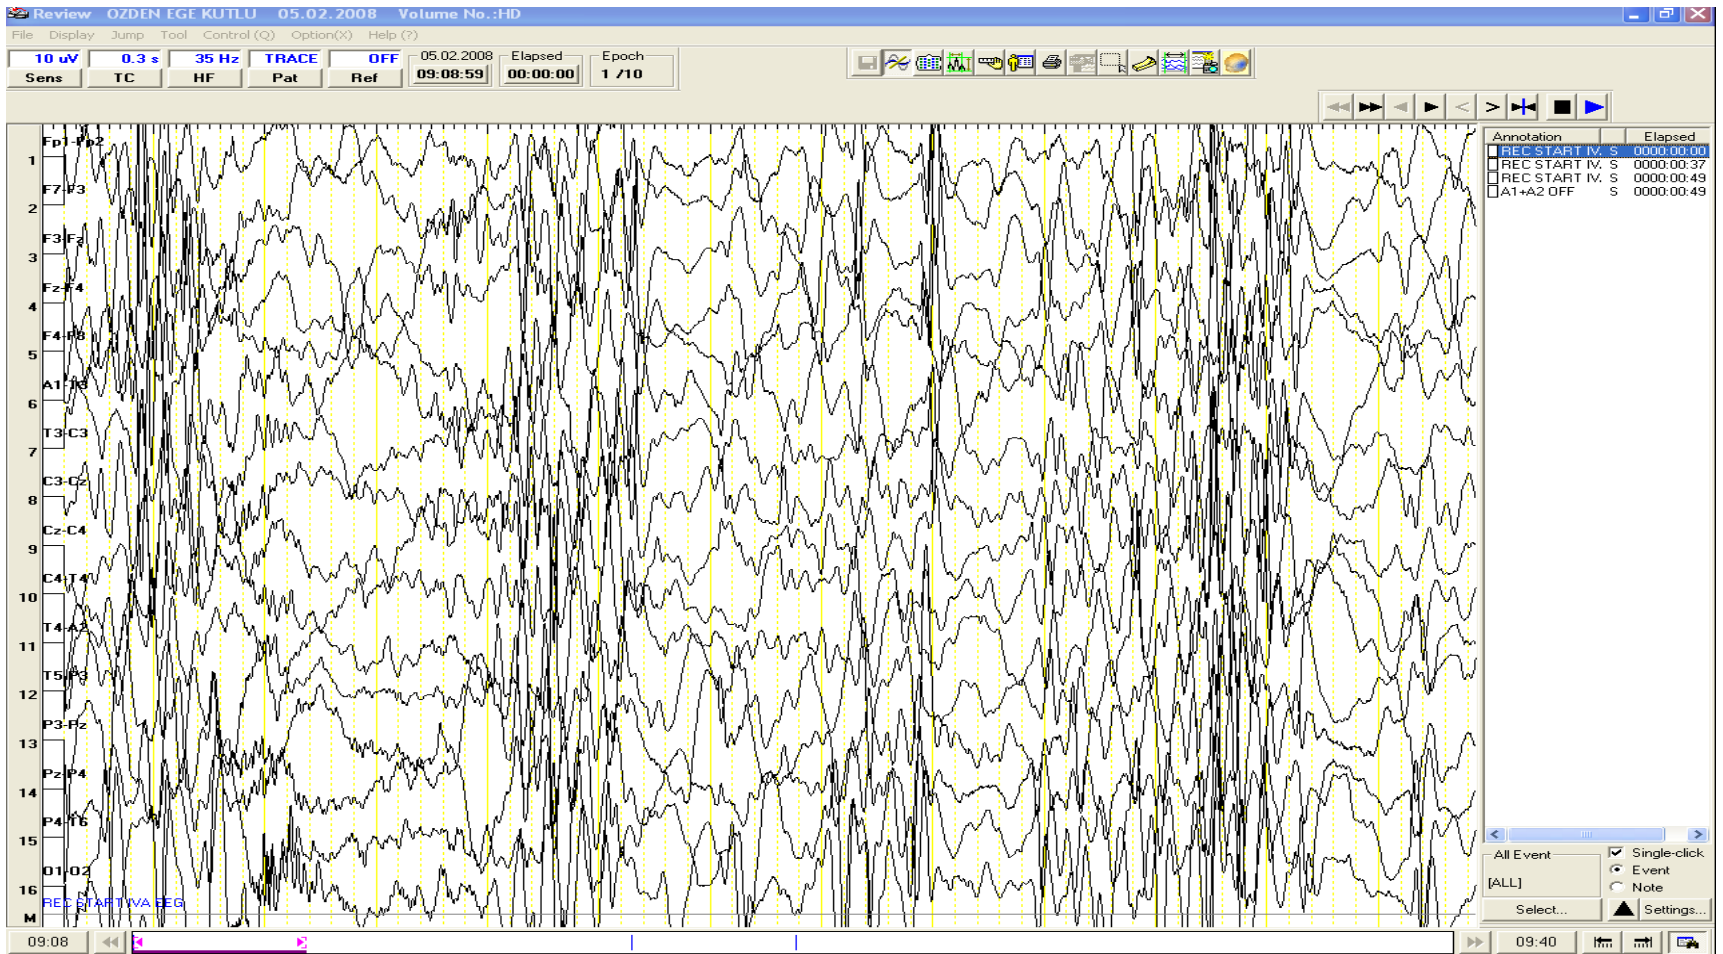 Review OZDEN EGE KUTLU 05.02.2008 Volume No.:HD
File Display Jump Tool Control (Q) Option(X) Help (?)
10 uV 0.3 s 35 Hz TRACE OFF 05.02.2008 Elapsed Epoch
Sens TC HF Pat Ref 09:08:59 00:00:00 1 /10
Annotation Elapsed
REC START IV. S 0000:00:00
REC START IV. S 0000:00:37
REC START IV. S 0000:00:49
A1+A2 OFF S 0000:00:49
Fp1-Fp2
1
F7-F3
2
F3-Fz
3
Fz-F4
4
F4-F8
5
A1-T3
6
T3-C3
7
C3-Cz
8
Cz-C4
9
C4-T4
10
T4-A2
11
T5-P3
12
P3-Pz
13
Pz-P4
14
P4-T6
15
O1-O2
16
REC START IVA EEG
M
All Event Single-click
Event
[ALL] Note
Select... Settings...
09:08 09:40